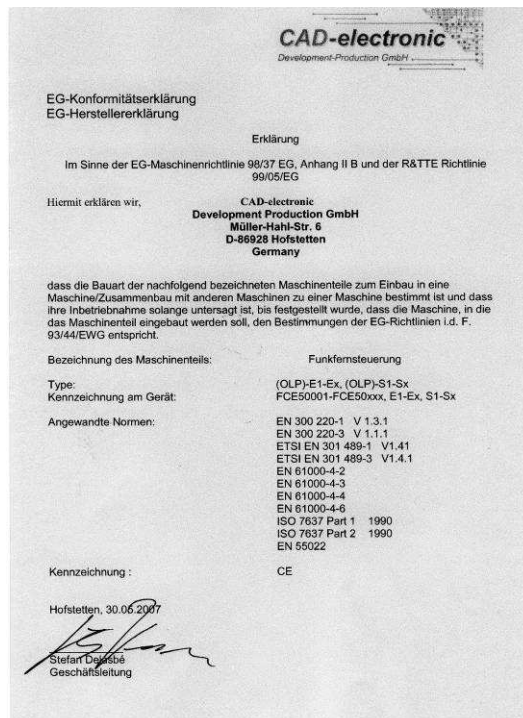 CAD-electronic
Development-Production GmbH
EG-Konformitätserklärung
EG-Herstellererklärung
Erklärung
Im Sinne der EG-Maschinenrichtlinie 98/37 EG, Anhang II B und der R&TTE Richtlinie
99/05/EG
Hiermit erklären wir, CAD-electronic
Development Production GmbH
Müller-Hahl-Str. 6
D-86928 Hofstetten
Germany
dass die Bauart der nachfolgend bezeichneten Maschinenteile zum Einbau in eine
Maschine/Zusammenbau mit anderen Maschinen zu einer Maschine bestimmt ist und dass
ihre Inbetriebnahme solange untersagt ist, bis festgestellt wurde, dass die Maschine, in die
das Maschinenteil eingebaut werden soll, den Bestimmungen der EG-Richtlinien i.d. F.
93/44/EWG entspricht.
Bezeichnung des Maschinenteils: Funkfernsteuerung
Type: (OLP)-E1-Ex, (OLP)-S1-Sx
Kennzeichnung am Gerät: FCE50001-FCE50xxx, E1-Ex, S1-Sx
Angewandte Normen: EN 300 220-1 V 1.3.1
EN 300 220-3 V 1.1.1
ETSI EN 301 489-1 V1.41
ETSI EN 301 489-3 V1.4.1
EN 61000-4-2
EN 61000-4-3
EN 61000-4-4
EN 61000-4-6
ISO 7637 Part 1 1990
ISO 7637 Part 2 1990
EN 55022
Kennzeichnung : CE
Hofstetten, 30.05.2007
Stefan Delasbé
Geschäftsleitung